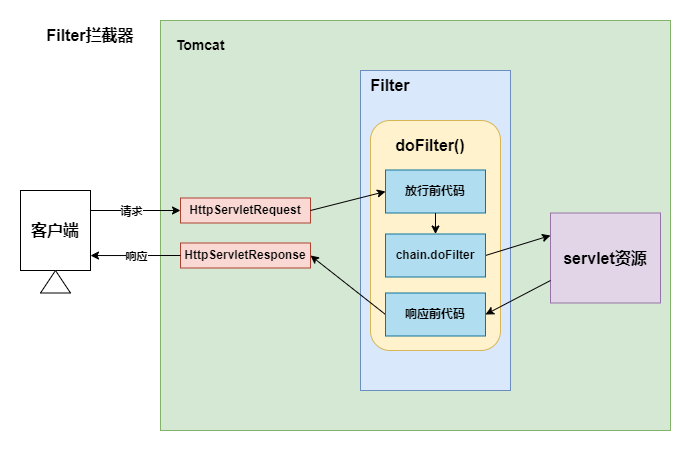 Filter拦截器
Tomcat
Filter
doFilter()
放行前代码
客户端
请求
HttpServletRequest
响应
HttpServletResponse
chain.doFilter
servlet资源
响应前代码